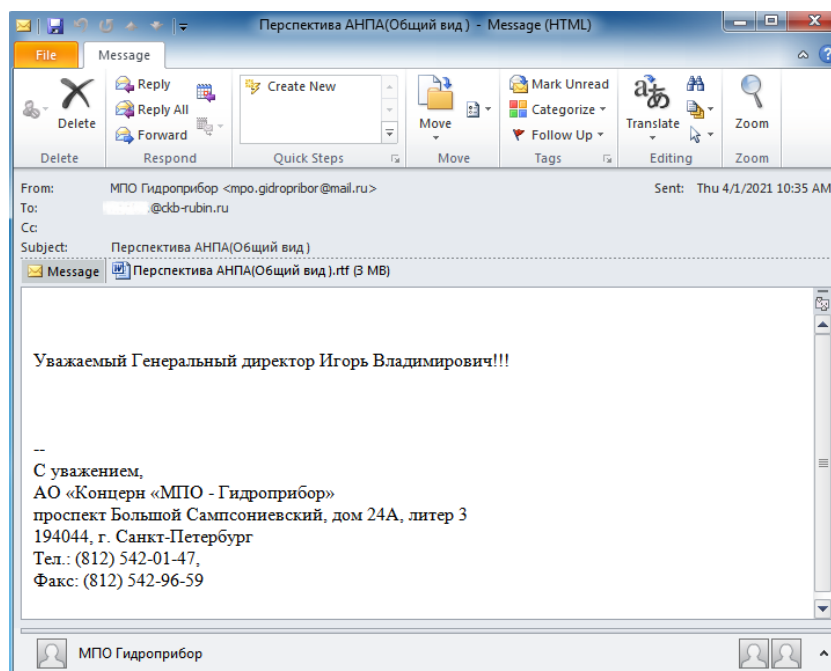 Перспектива АНПА(Общий вид ) - Message (HTML)
File Message
Delete
Reply
Reply All
Forward
Create New
Move
Mark Unread
Categorize
Follow Up
Translate
Zoom
Delete Respond Quick Steps Move Tags Editing Zoom
From: МПО Гидроприбор <mpo.gidropribor@mail.ru> Sent: Thu 4/1/2021 10:35 AM
To: @ckb-rubin.ru
Cc:
Subject: Перспектива АНПА(Общий вид )
Message Перспектива АНПА(Общий вид ).rtf (3 MB)
Уважаемый Генеральный директор Игорь Владимирович!!!
--
С уважением,
АО «Концерн «МПО - Гидроприбор»
проспект Большой Сампсониевский, дом 24А, литер 3
194044, г. Санкт-Петербург
Тел.: (812) 542-01-47,
Факс: (812) 542-96-59
МПО Гидроприбор